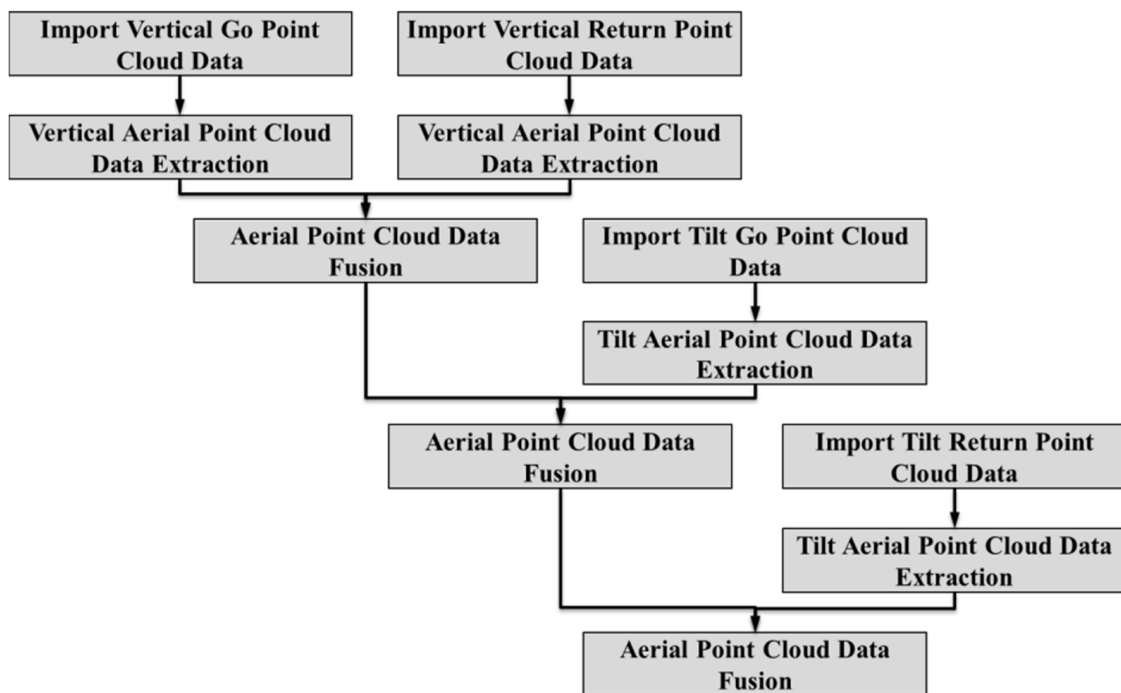 Import Vertical Go Point
Cloud Data
Import Vertical Return Point
Cloud Data
Vertical Aerial Point Cloud
Data Extraction
Vertical Aerial Point Cloud
Data Extraction
Aerial Point Cloud Data
Fusion
Import Tilt Go Point Cloud
Data
Tilt Aerial Point Cloud Data
Extraction
Aerial Point Cloud Data
Fusion
Import Tilt Return Point
Cloud Data
Tilt Aerial Point Cloud Data
Extraction
Aerial Point Cloud Data
Fusion